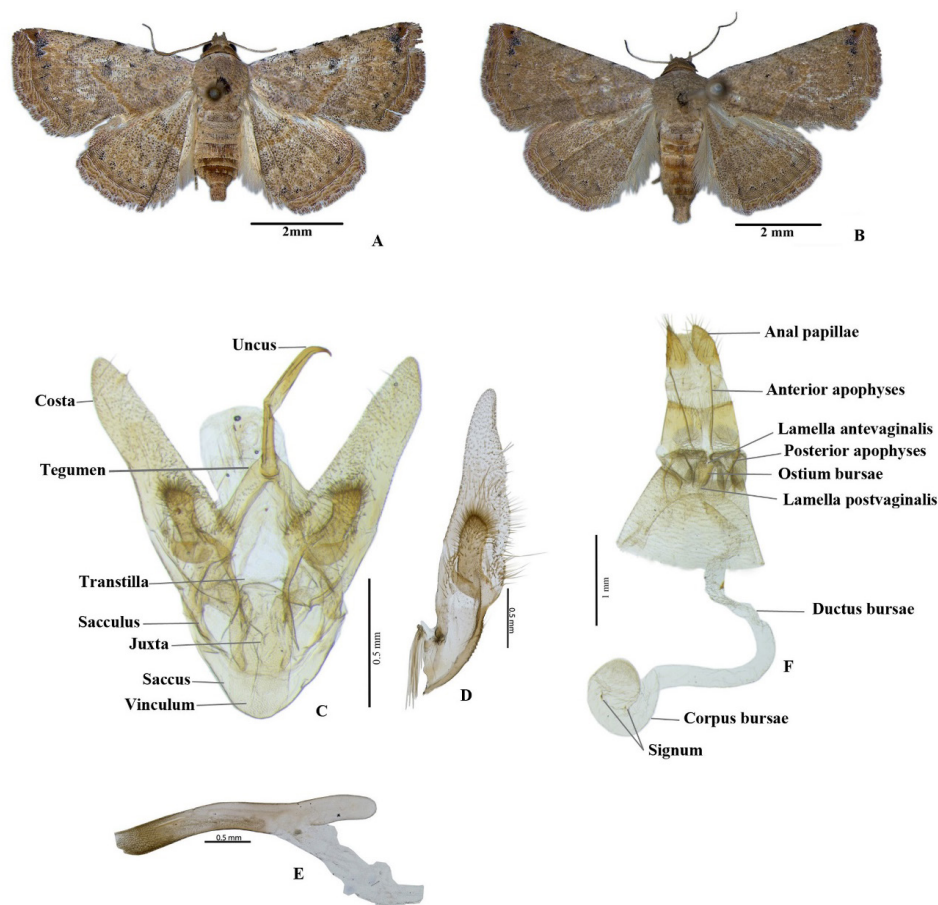 2mm
A
2 mm
B
Uncus
Costa
Tegumen
Transtilla
Sacculus
Juxta
Saccus
Vinculum
0.5 mm
C
0.5 mm
D
Anal papillae
Anterior apophyses
Lamella antevaginalis
Posterior apophyses
Ostium bursae
Lamella postvaginalis
1 mm
Ductus bursae
F
Corpus bursae
Signum
0.5 mm
E